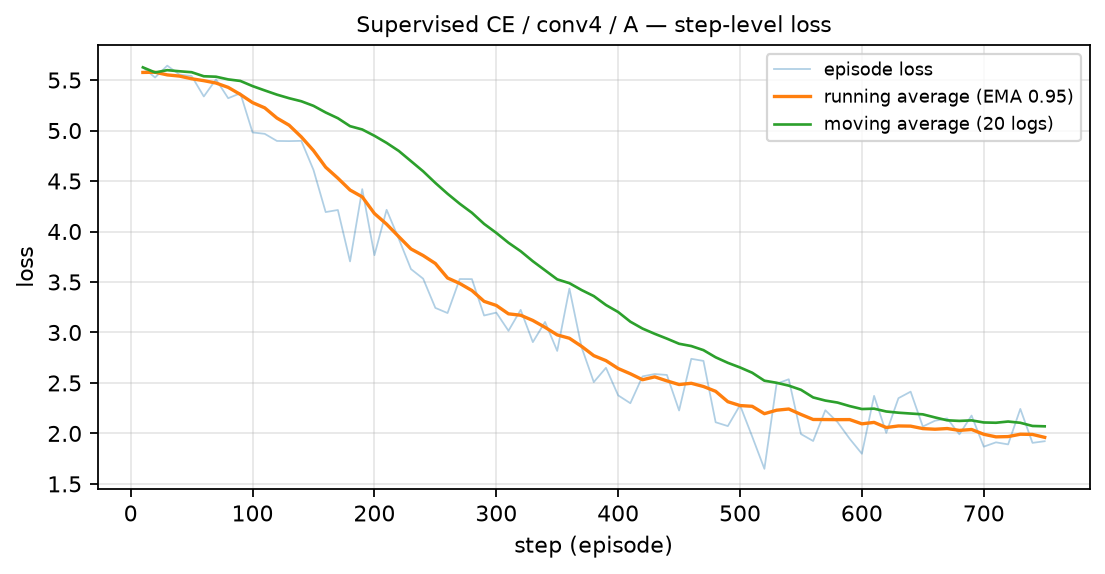 Supervised CE / conv4 / A — step-level loss
episode loss
running average (EMA 0.95)
moving average (20 logs)
loss
5.5
5.0
4.5
4.0
3.5
3.0
2.5
2.0
1.5
0 100 200 300 400 500 600 700
step (episode)